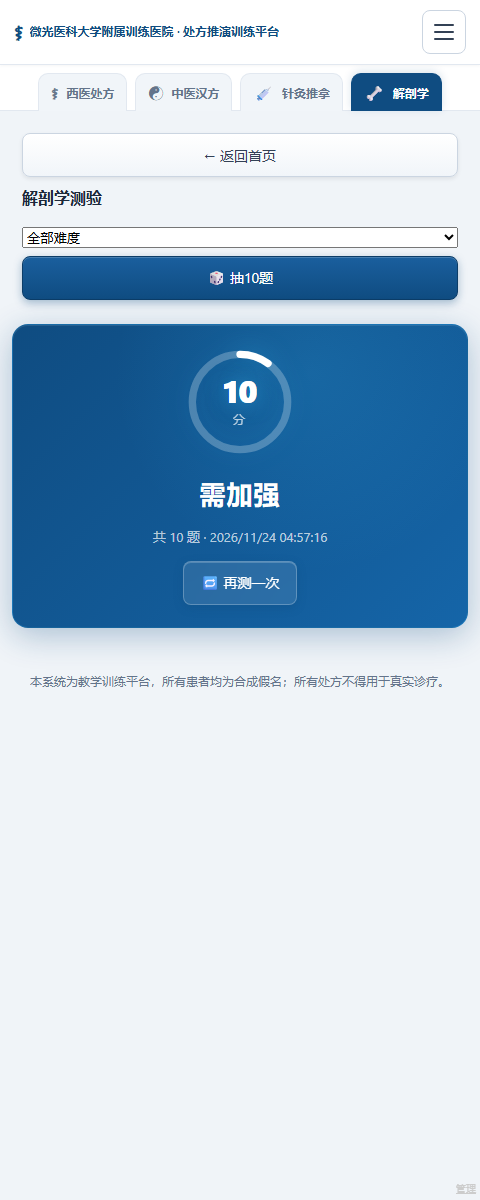 微光医科大学附属训练医院 · 处方推演训练平台
西医处方
中医汉方
针灸推拿
解剖学
← 返回首页
解剖学测验
全部难度
抽10题
10
分
需加强
共 10 题 · 2026/11/24 04:57:16
再测一次
本系统为教学训练平台，所有患者均为合成假名；所有处方不得用于真实诊疗。
管理